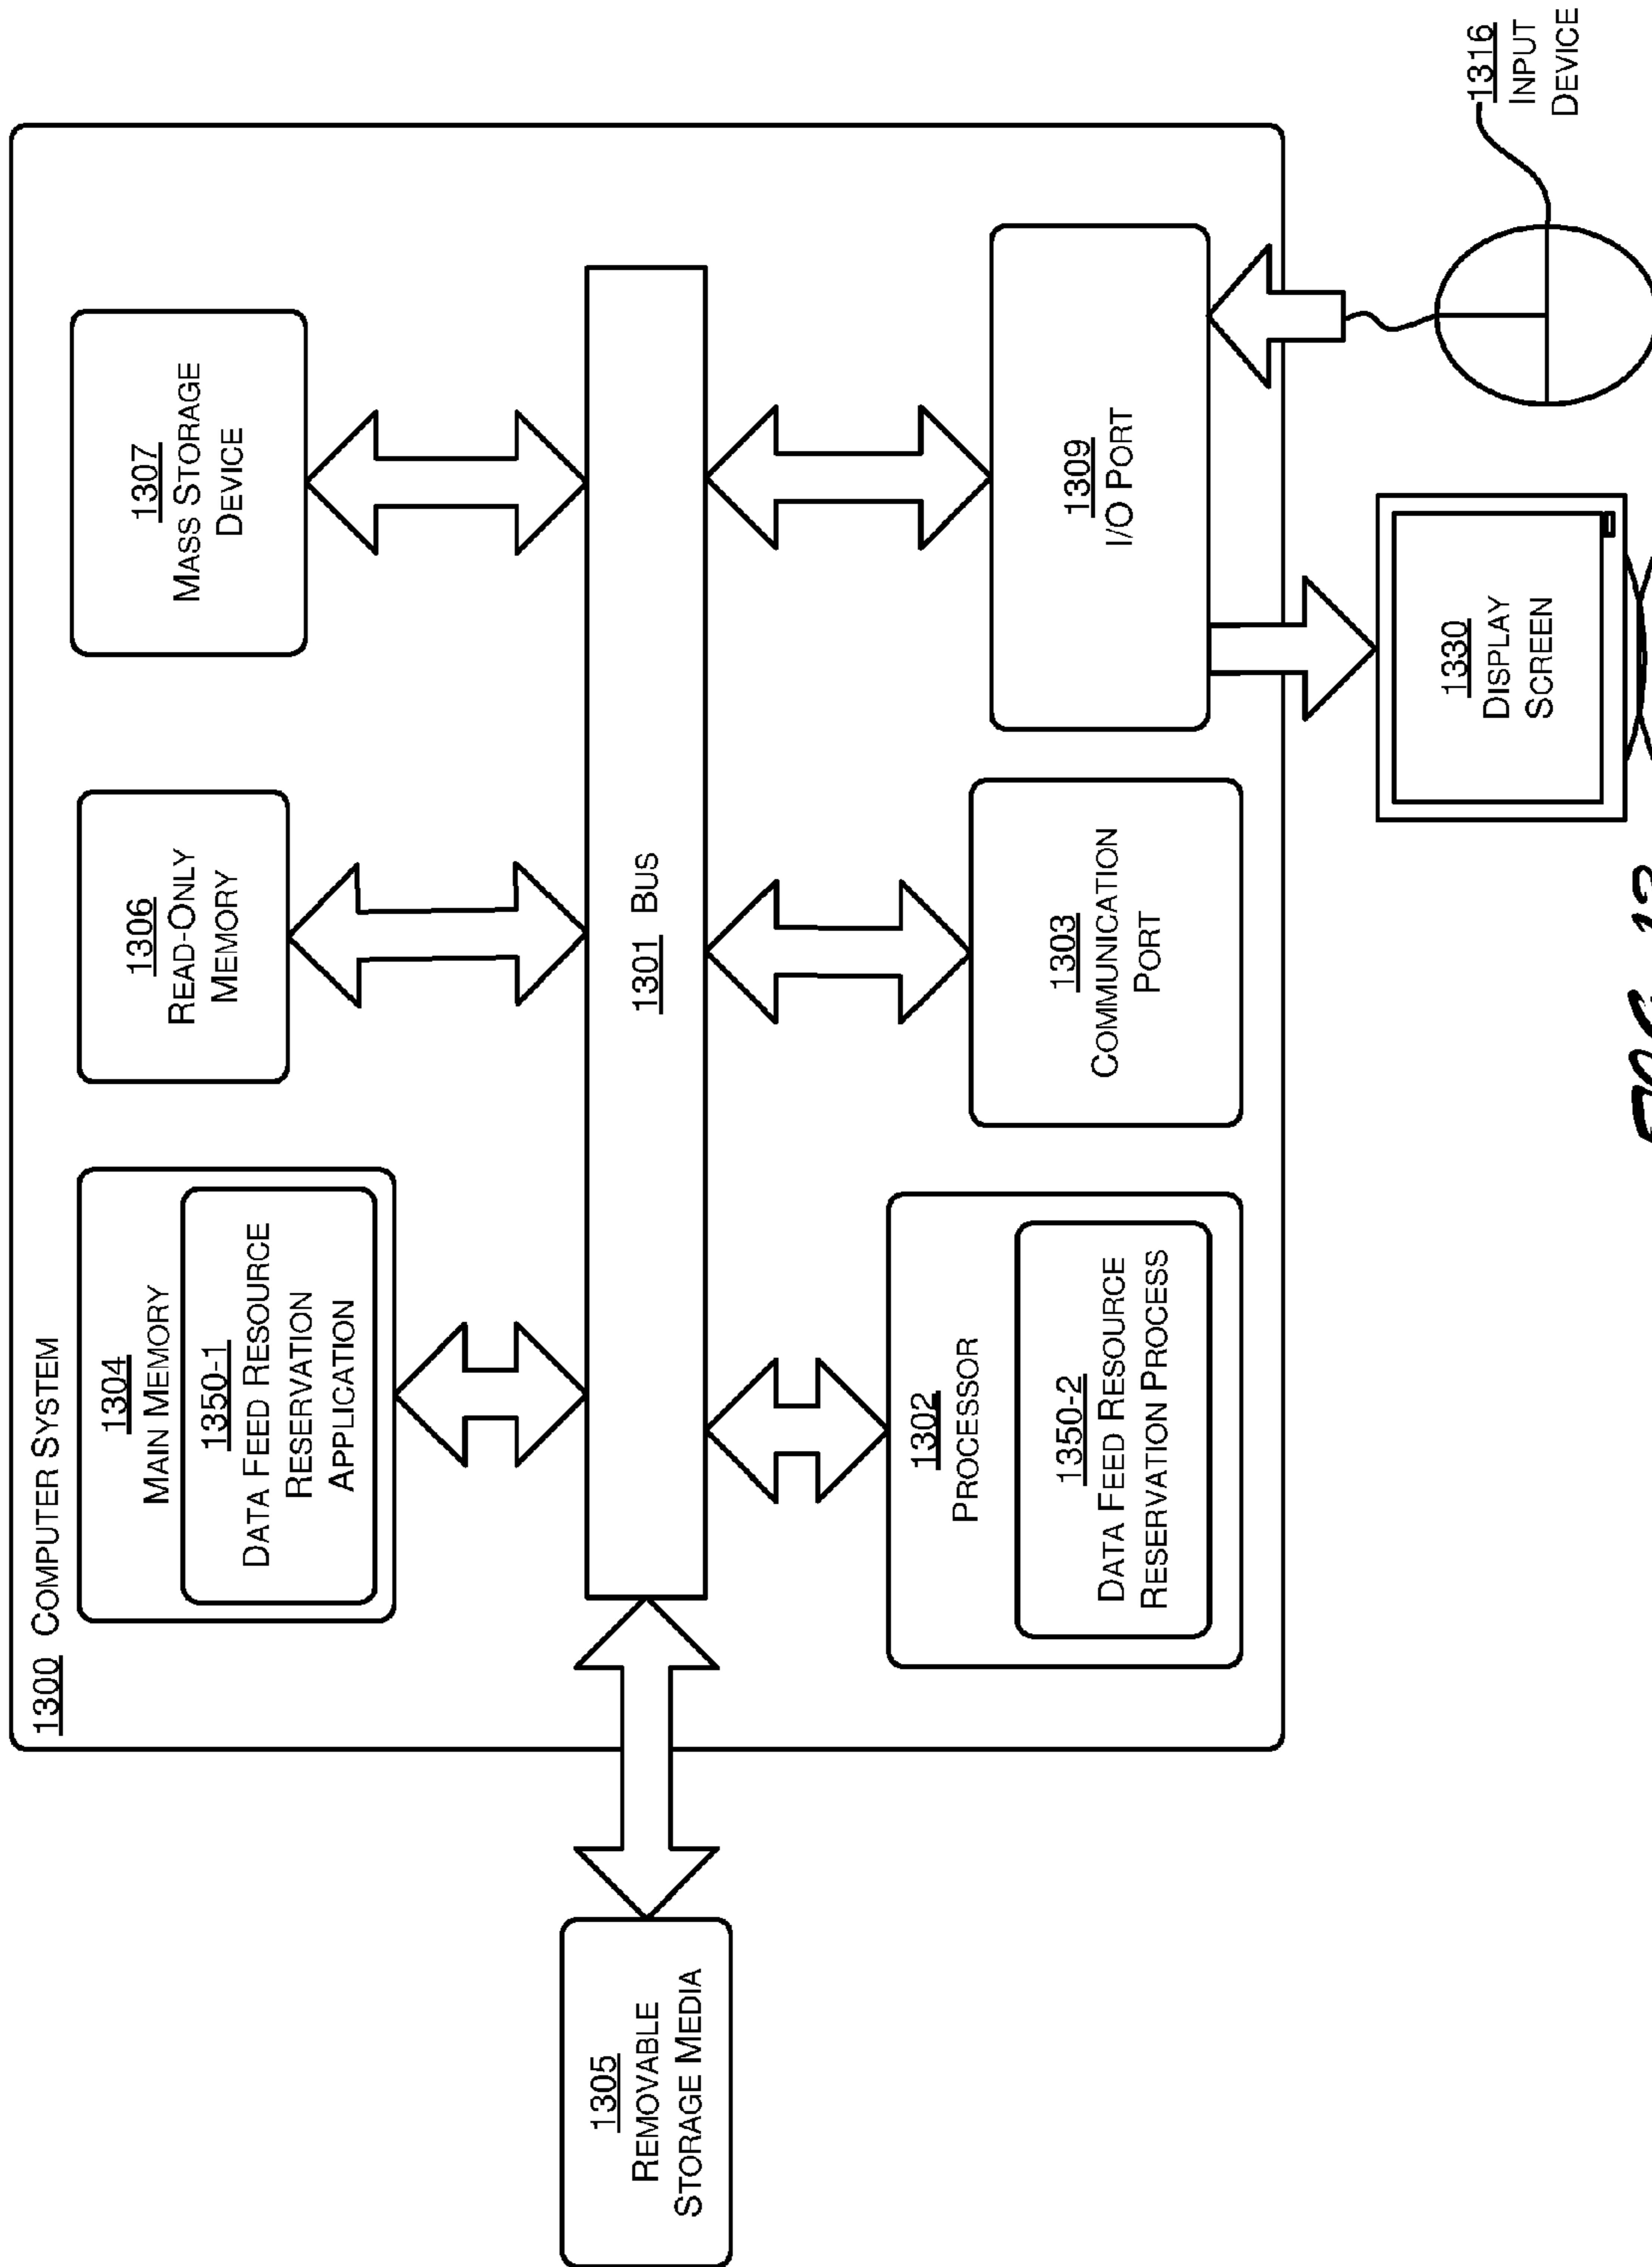 1300 COMPUTER SYSTEM
1304
MAIN MEMORY
1350-1
DATA FEED RESOURCE
RESERVATION
APPLICATION
1306
READ-ONLY
MEMORY
1307
MASS STORAGE
DEVICE
1305
REMOVABLE
STORAGE MEDIA
1301 BUS
1302
PROCESSOR
1350-2
DATA FEED RESOURCE
RESERVATION PROCESS
1303
COMMUNICATION
PORT
1309
I/O PORT
1330
DISPLAY
SCREEN
1316
INPUT
DEVICE